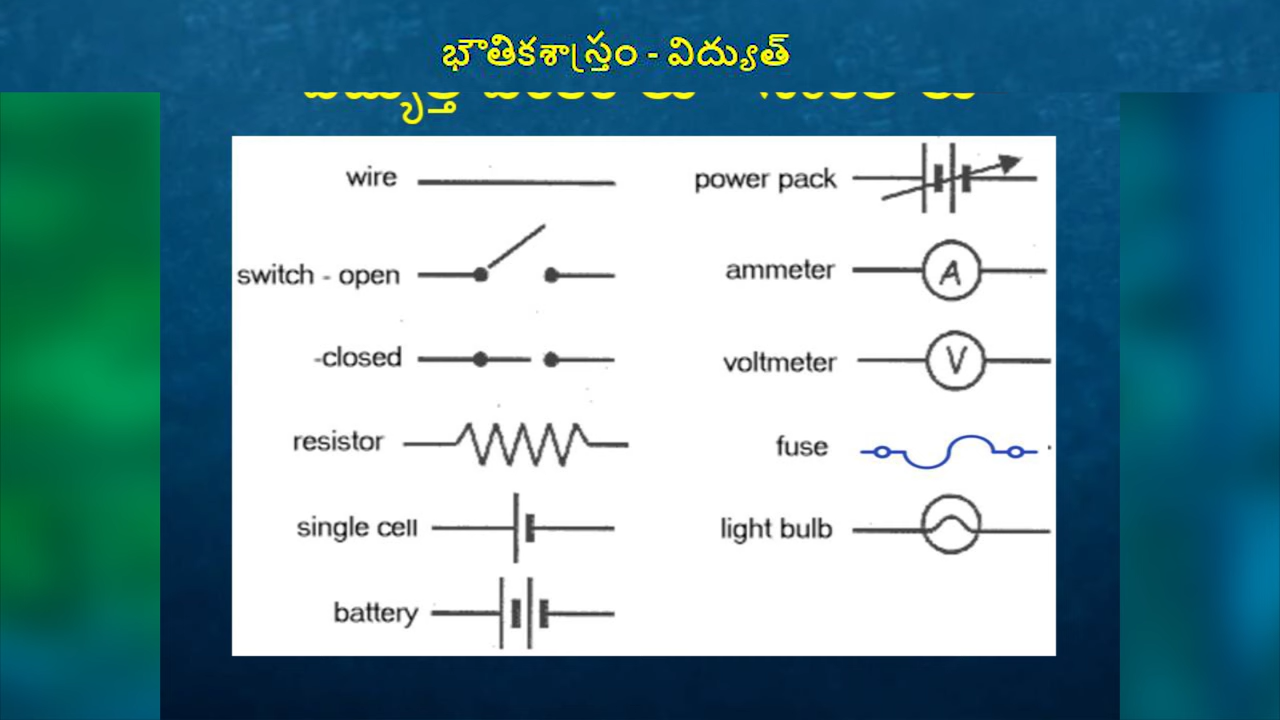 భౌతికశాస్త్రం - విద్యుత్
wire
switch - open
-closed
resistor
single cell
battery
power pack
ammeter
A
voltmeter
V
fuse
light bulb